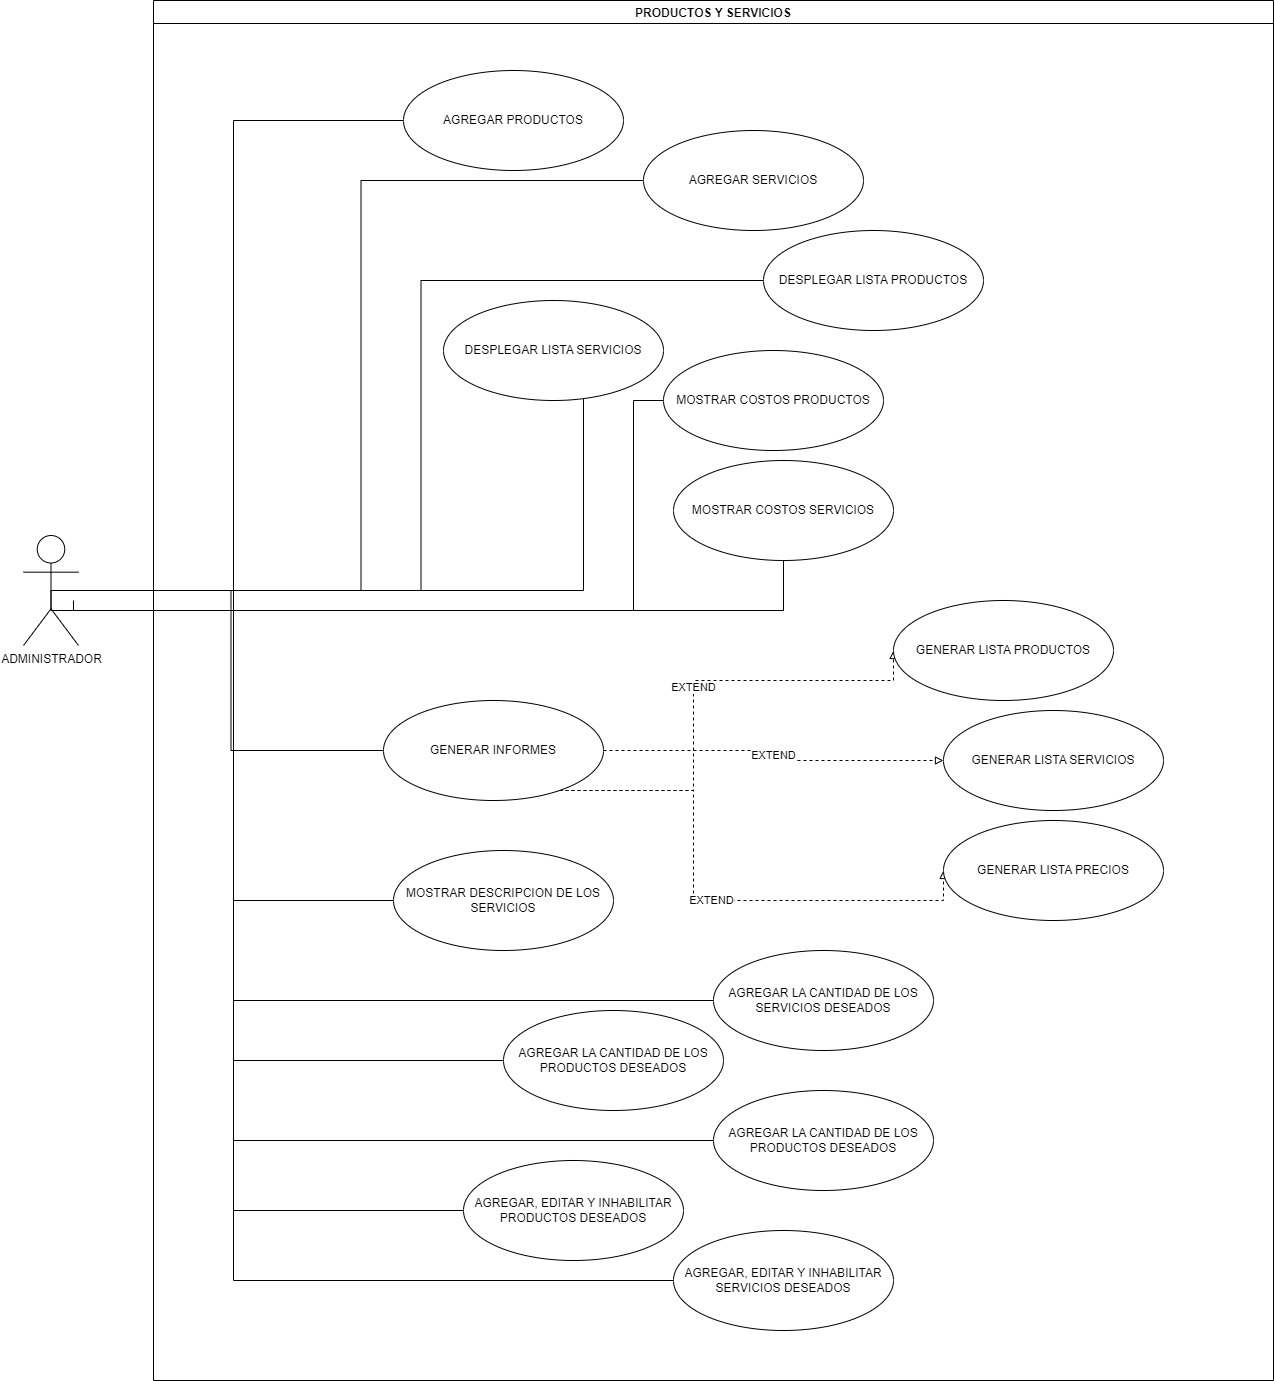 PRODUCTOS Y SERVICIOS
AGREGAR PRODUCTOS
AGREGAR SERVICIOS
DESPLEGAR LISTA PRODUCTOS
DESPLEGAR LISTA SERVICIOS
MOSTRAR COSTOS PRODUCTOS
MOSTRAR COSTOS SERVICIOS
ADMINISTRADOR
GENERAR LISTA PRODUCTOS
EXTEND
GENERAR INFORMES
EXTEND
GENERAR LISTA SERVICIOS
GENERAR LISTA PRECIOS
EXTEND
MOSTRAR DESCRIPCION DE LOS
SERVICIOS
AGREGAR LA CANTIDAD DE LOS
SERVICIOS DESEADOS
AGREGAR LA CANTIDAD DE LOS
PRODUCTOS DESEADOS
AGREGAR LA CANTIDAD DE LOS
PRODUCTOS DESEADOS
AGREGAR, EDITAR Y INHABILITAR
PRODUCTOS DESEADOS
AGREGAR, EDITAR Y INHABILITAR
SERVICIOS DESEADOS